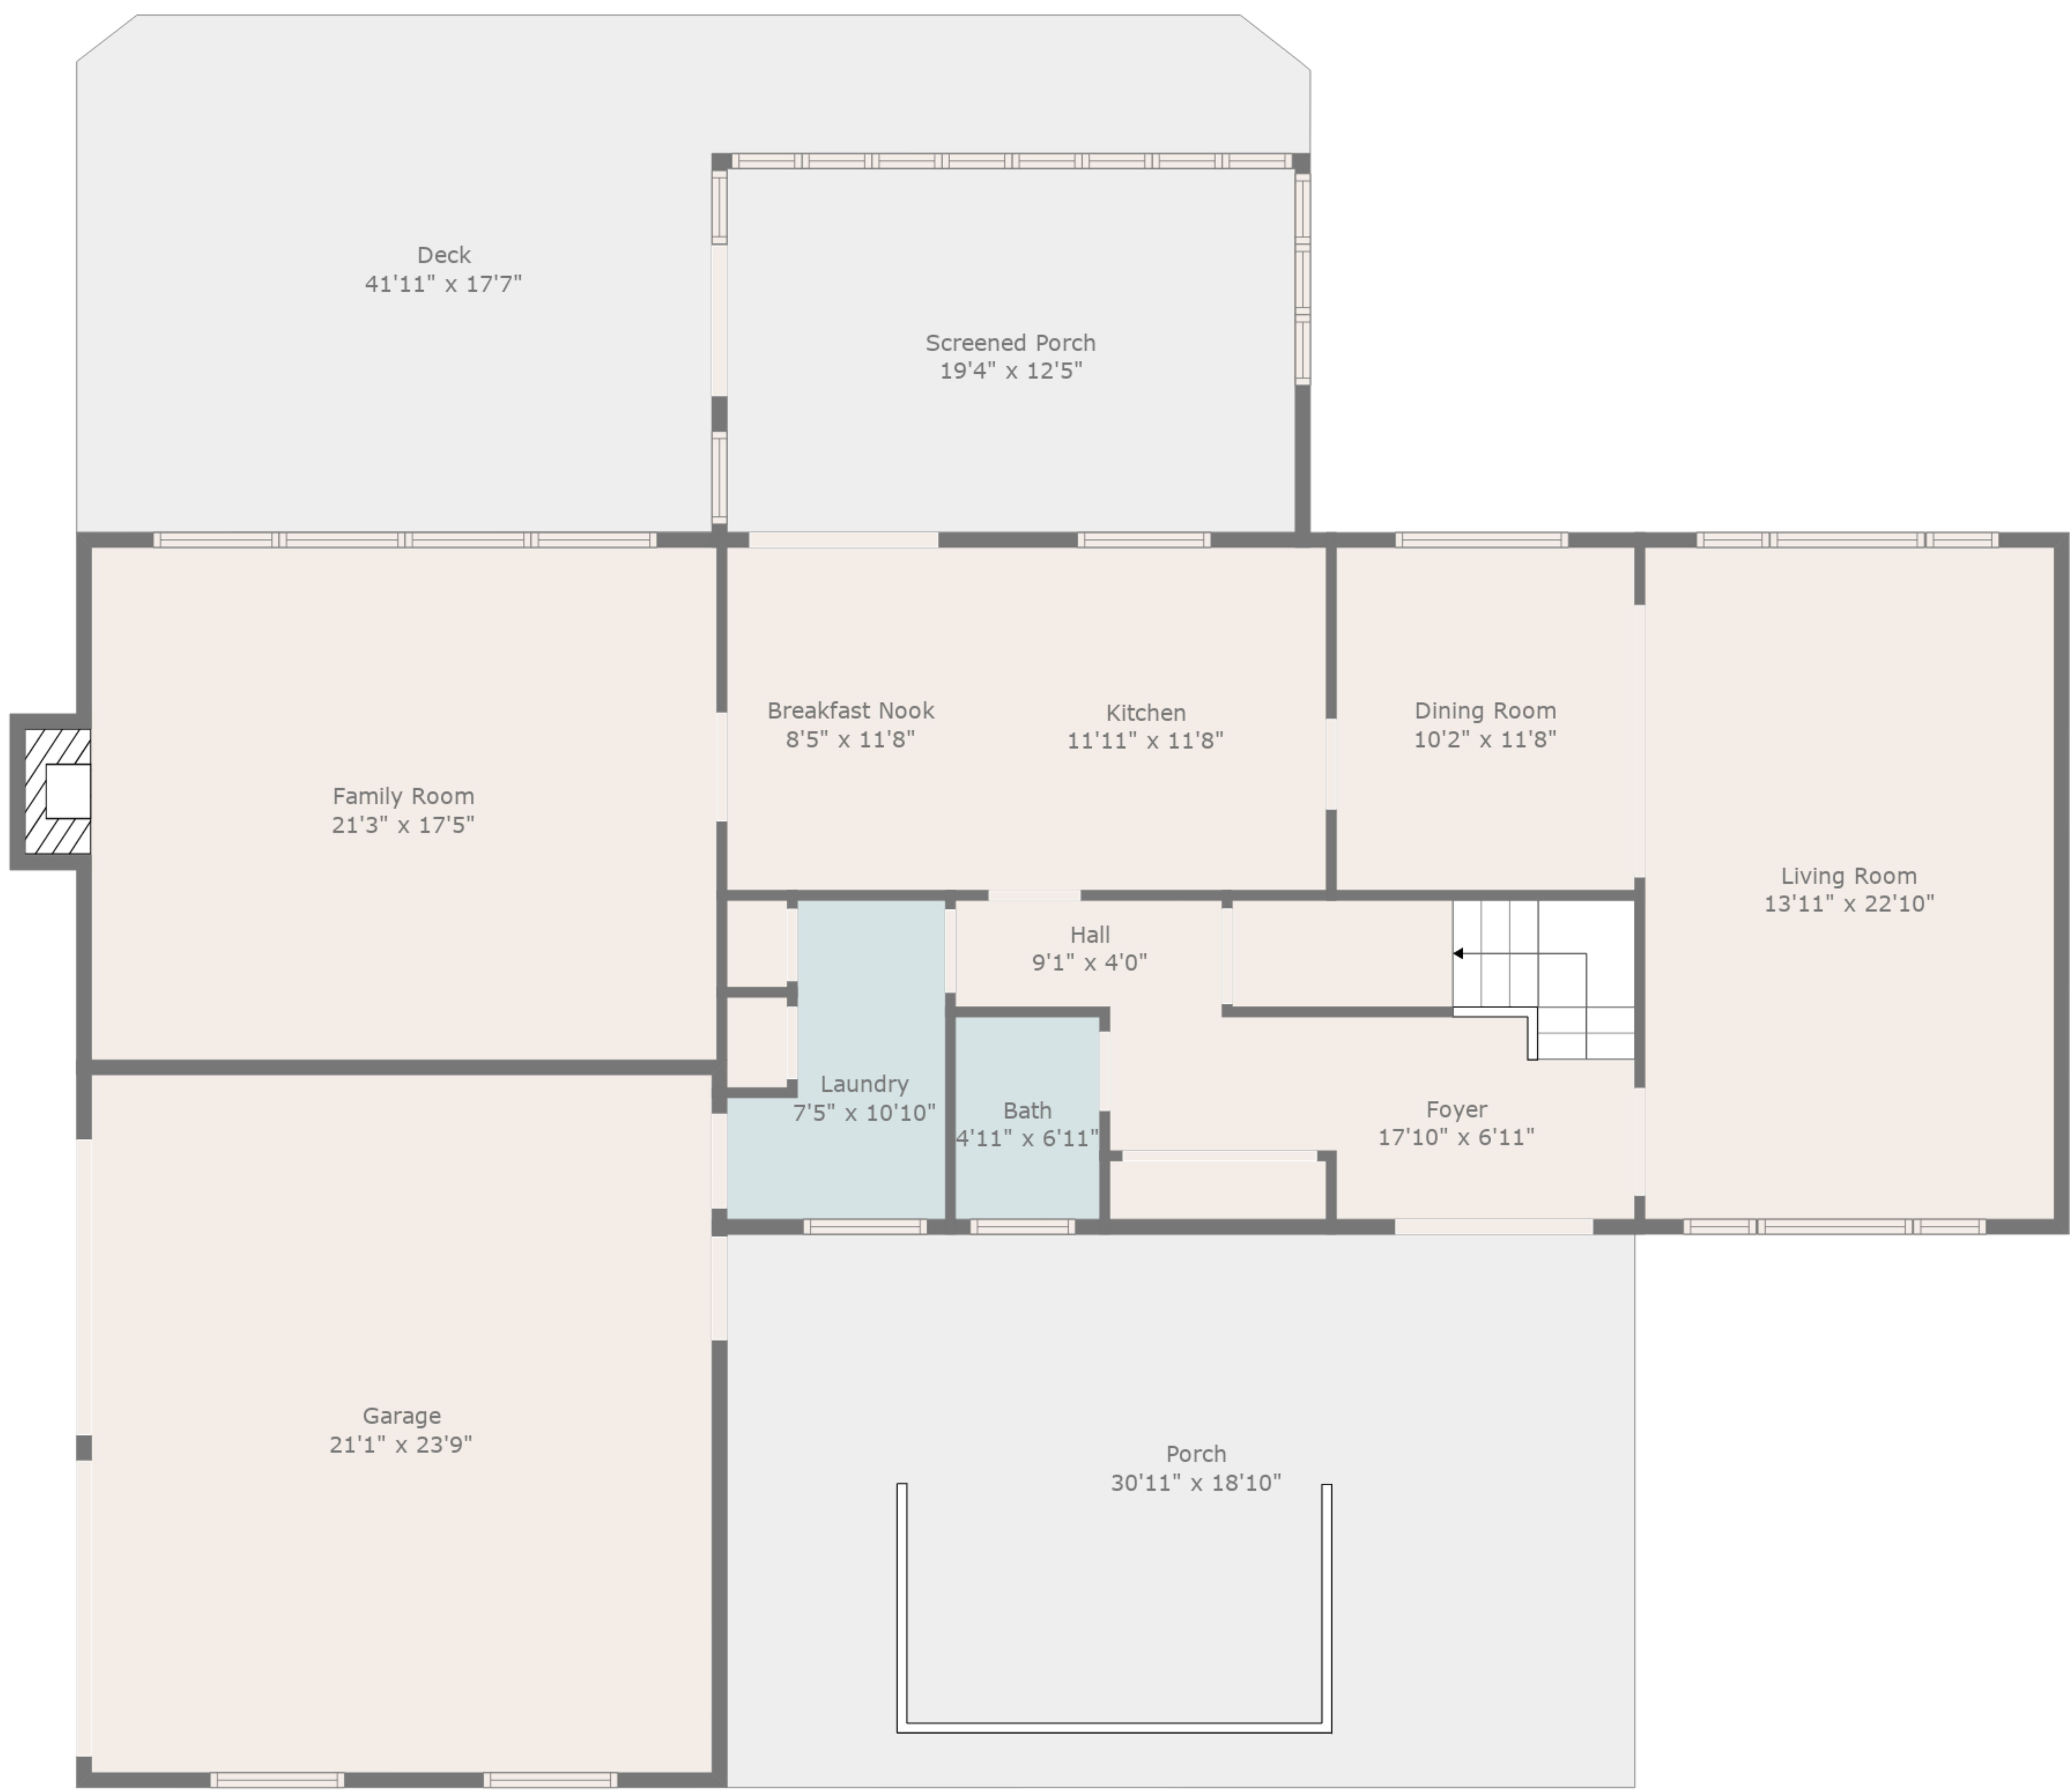 Deck
41'11" x 17'7"
Screened Porch
19'4" x 12'5"
Breakfast Nook
8'5" x 11'8"
Kitchen
11'11" x 11'8"
Dining Room
10'2" x 11'8"
Family Room
21'3" x 17'5"
Living Room
13'11" x 22'10"
Hall
9'1" x 4'0"
Laundry
7'5" x 10'10"
Bath
4'11" x 6'11"
Foyer
17'10" x 6'11"
Garage
21'1" x 23'9"
Porch
30'11" x 18'10"